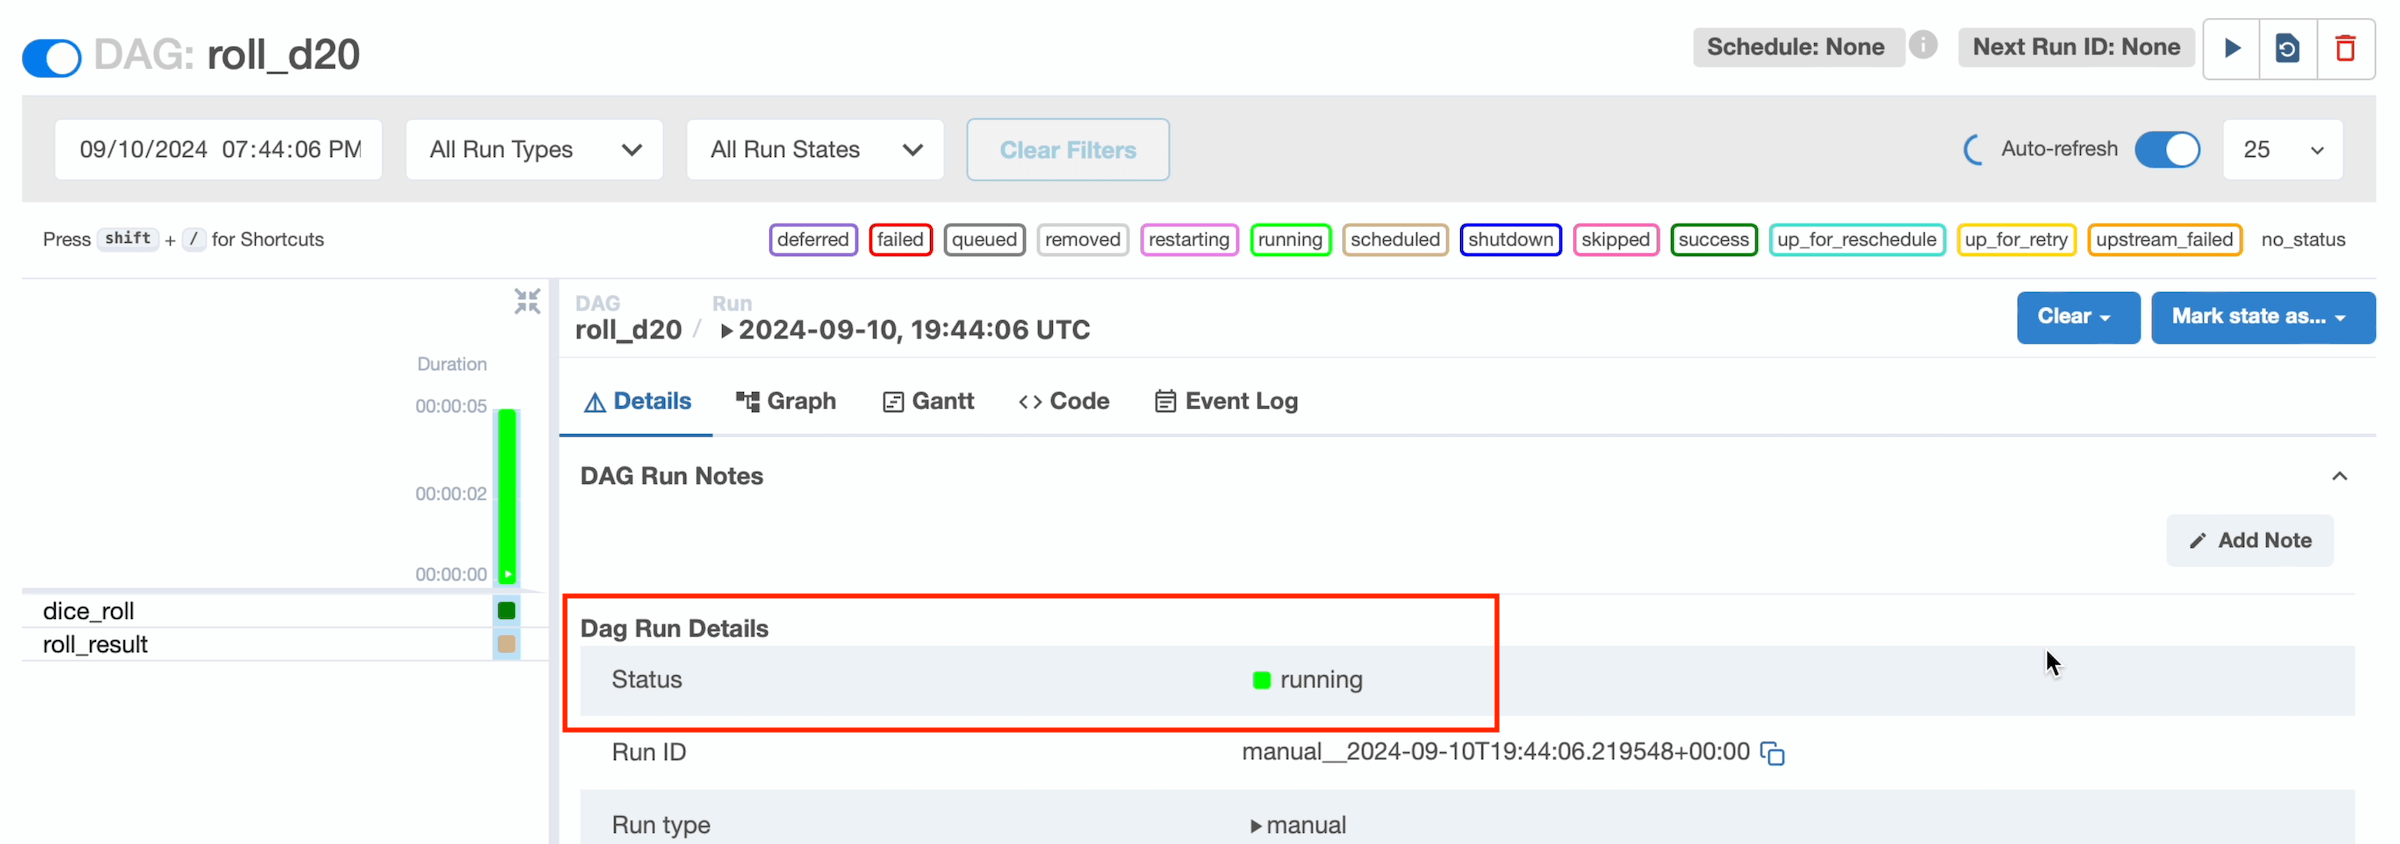 DAG: roll_d20
Schedule: None
Next Run ID: None
09/10/2024 07:44:06 PM
All Run Types
All Run States
Clear Filters
Auto-refresh
25
Press shift + / for Shortcuts
deferred
failed
queued
removed
restarting
running
scheduled
shutdown
skipped
success
up_for_reschedule
up_for_retry
upstream_failed
no_status
Duration
00:00:05
00:00:02
00:00:00
dice_roll
roll_result
DAG
roll_d20
/
Run
2024-09-10, 19:44:06 UTC
Clear
Mark state as...
Details
Graph
Gantt
Code
Event Log
DAG Run Notes
Add Note
Dag Run Details
Status
running
Run ID
manual__2024-09-10T19:44:06.219548+00:00
Run type
manual